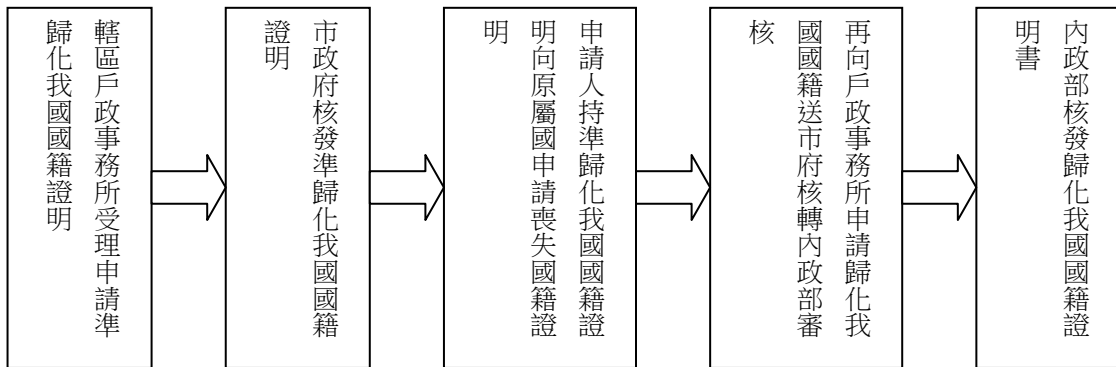 轄區戶政事務所受理申請準
歸化我國國籍證明
市政府核發準歸化我國國籍
證明
申請人持準歸化我國國籍證
明向原屬國申請喪失國籍證
明
再向戶政事務所申請歸化我
國國籍送市府核轉內政部審
核
內政部核發歸化我國國籍證
明書